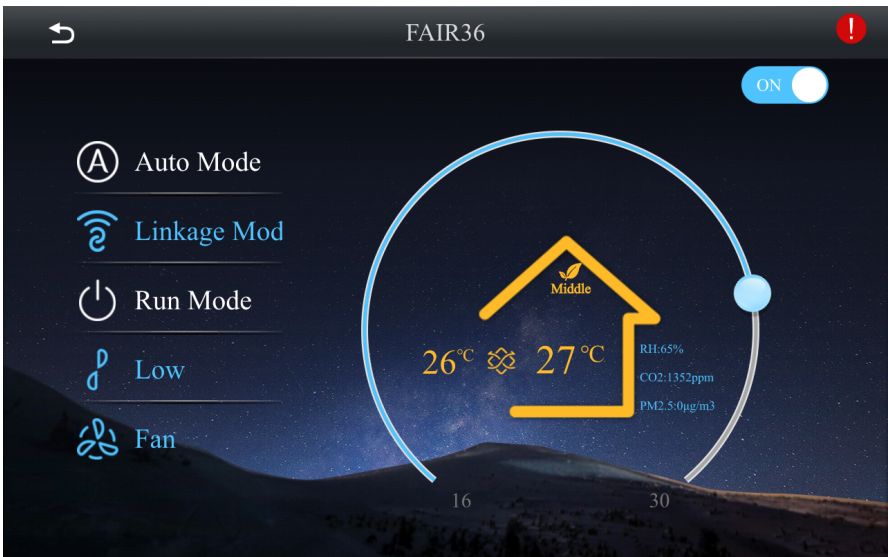 FAIR36
!
ON
A Auto Mode
Linkage Mod
Run Mode
Low
Fan
Middle
26°C 27°C
RH:65%
CO2:1352ppm
PM2.5:0μg/m3
16 30